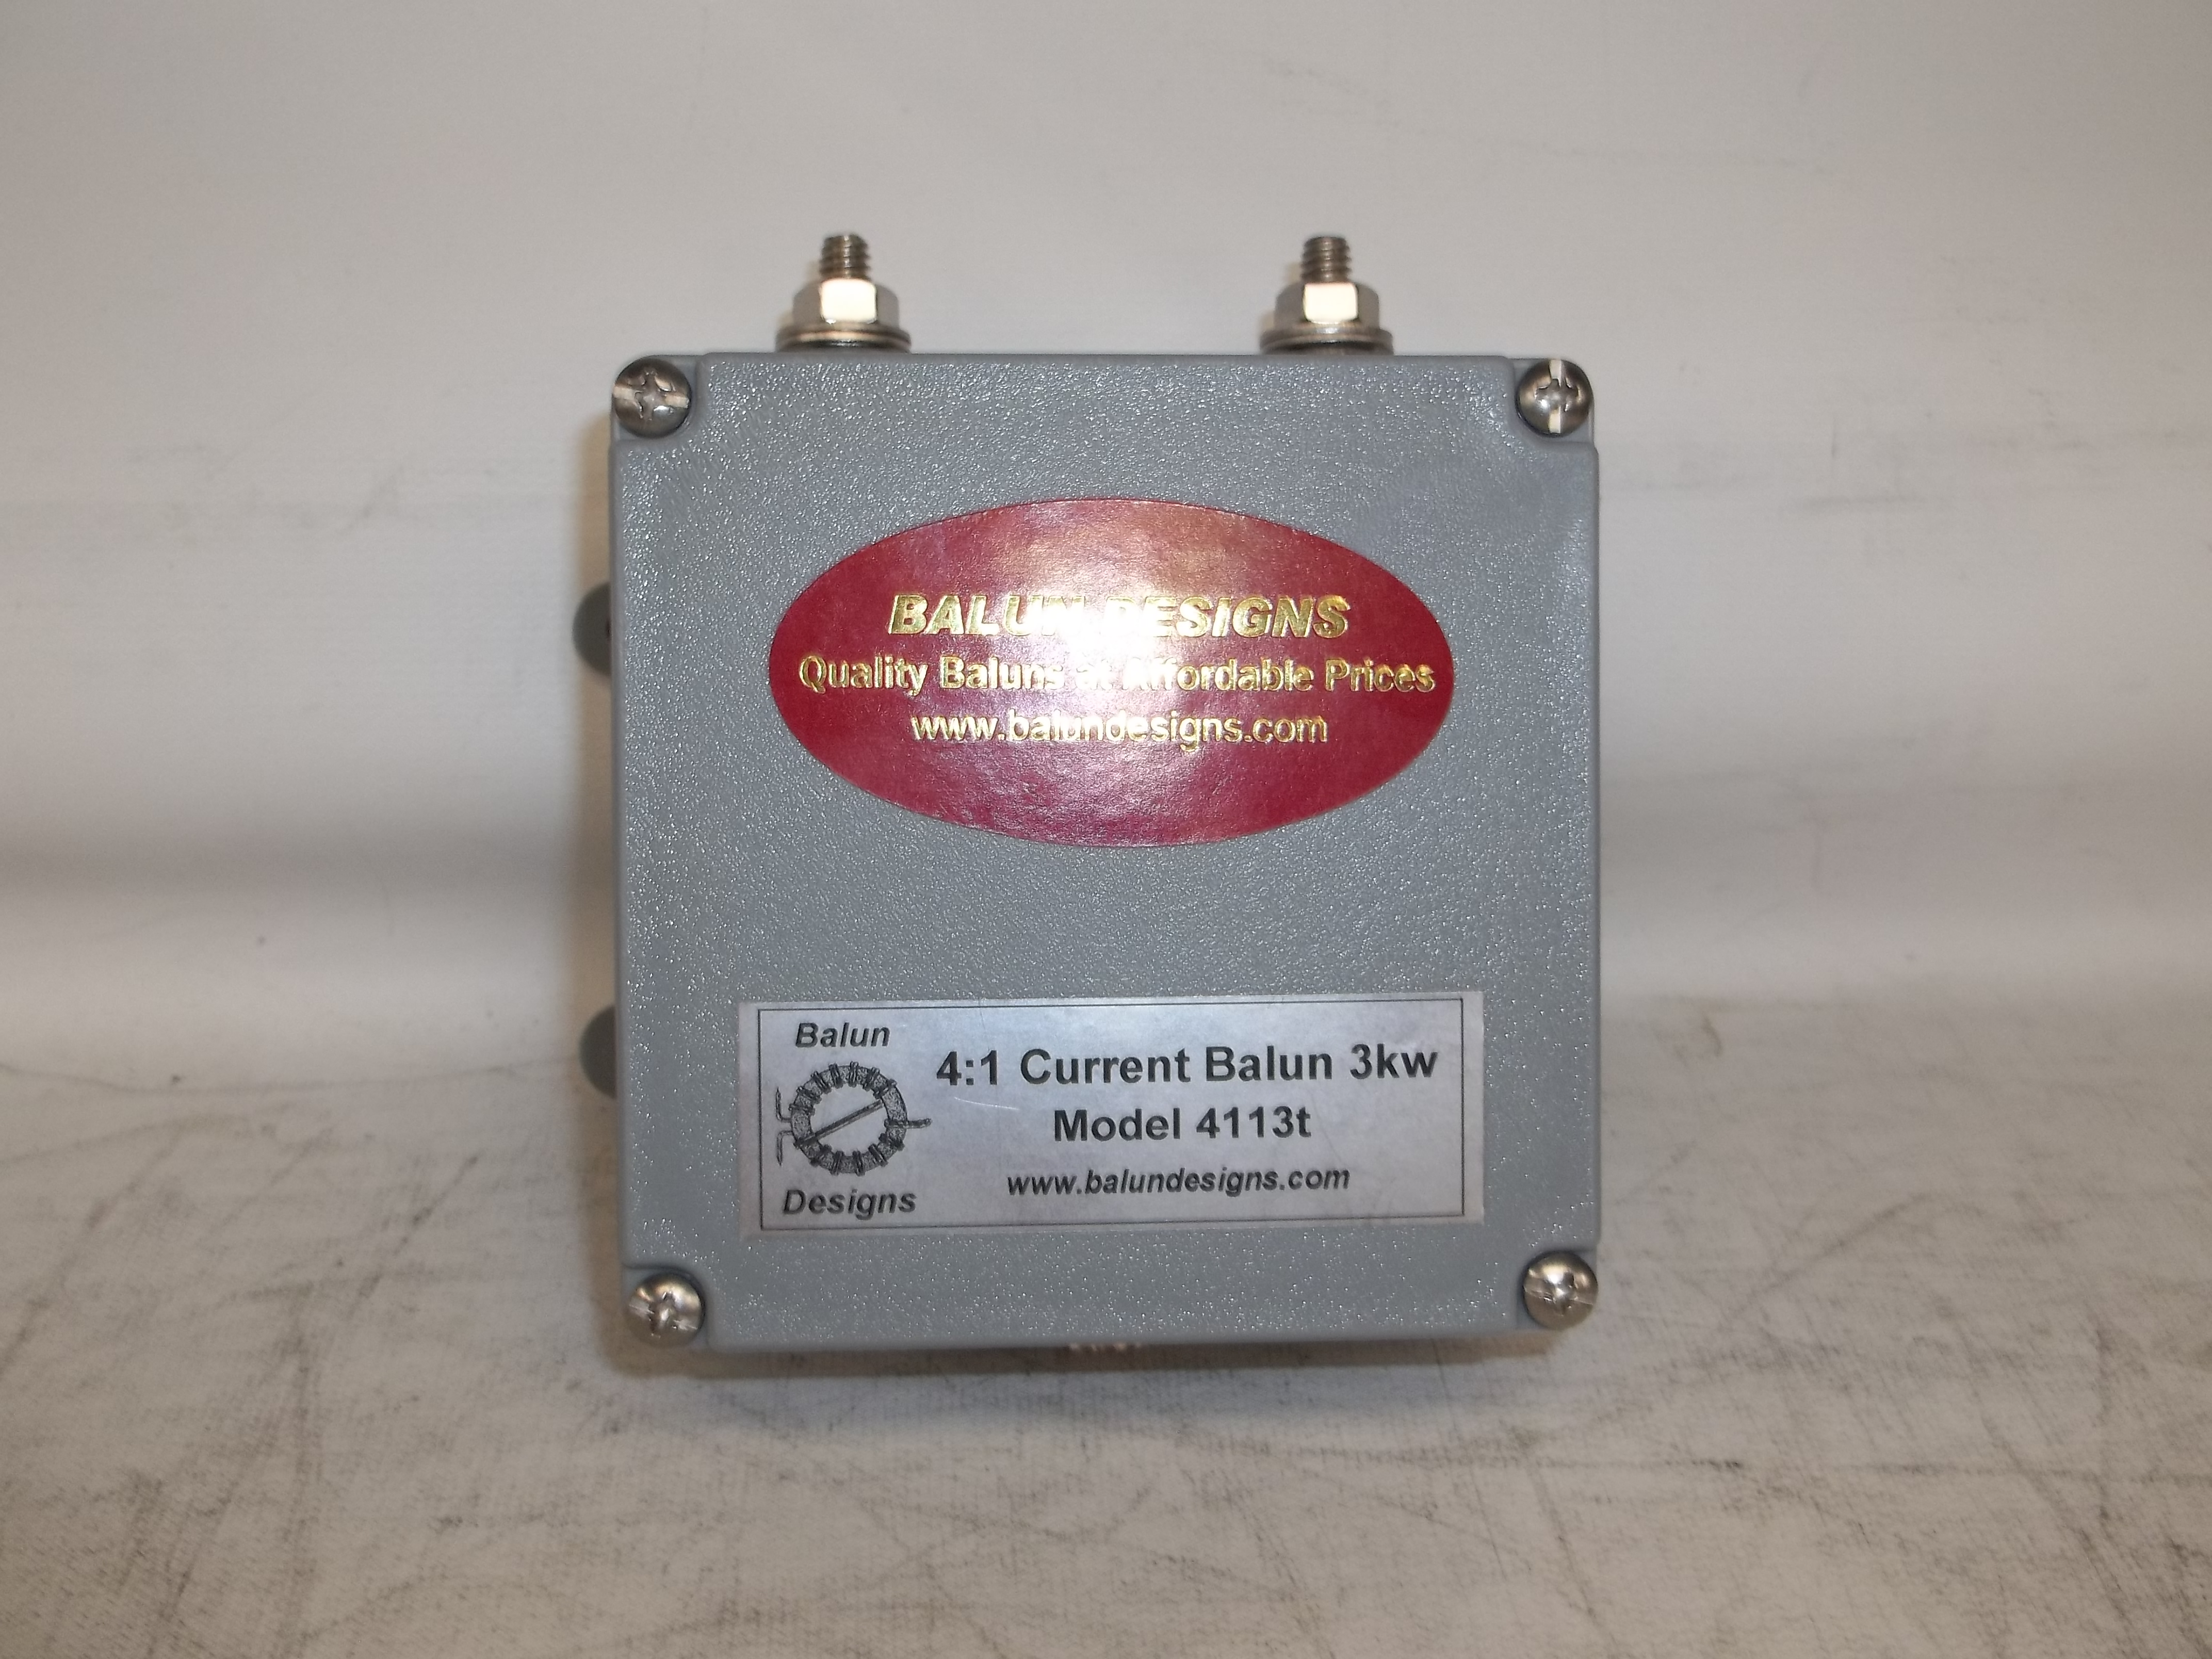 BALUN DESIGNS
Quality Baluns at Affordable Prices
www.balundesigns.com
Balun
Designs
4:1 Current Balun 3kw
Model 4113t
www.balundesigns.com